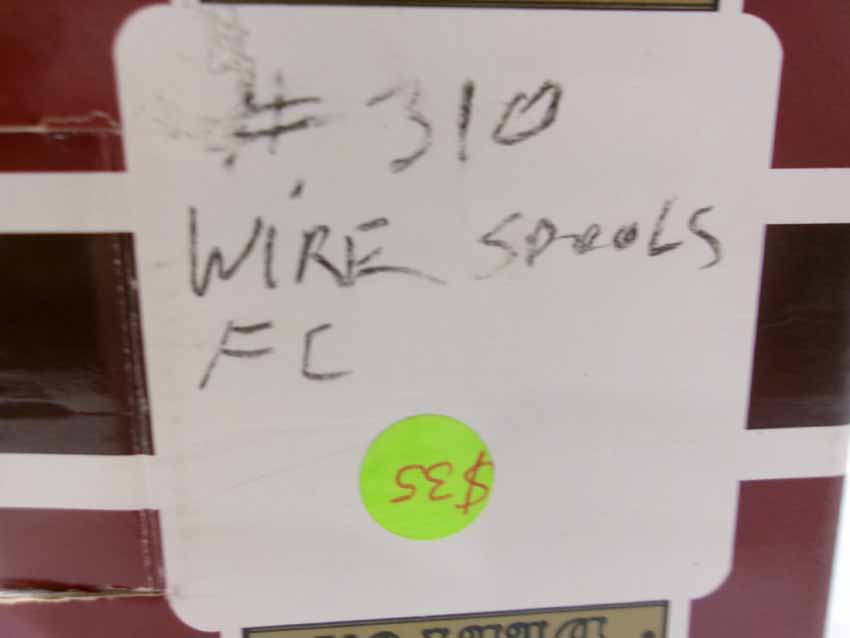 # 310
WIRE SPOOLS
FC
$35